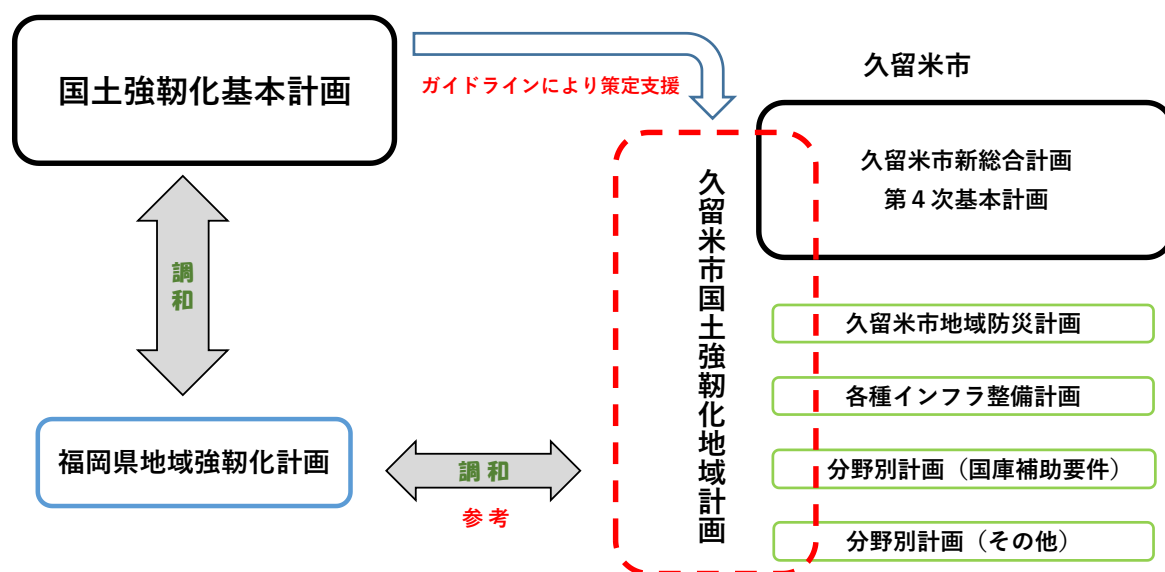 国土強靭化基本計画
ガイドラインにより策定支援
久留米市
久留米市新総合計画
第４次基本計画
久留米市国土強靭化地域計画
調和
久留米市地域防災計画
各種インフラ整備計画
福岡県地域強靭化計画
調和
参考
分野別計画（国庫補助要件）
分野別計画（その他）